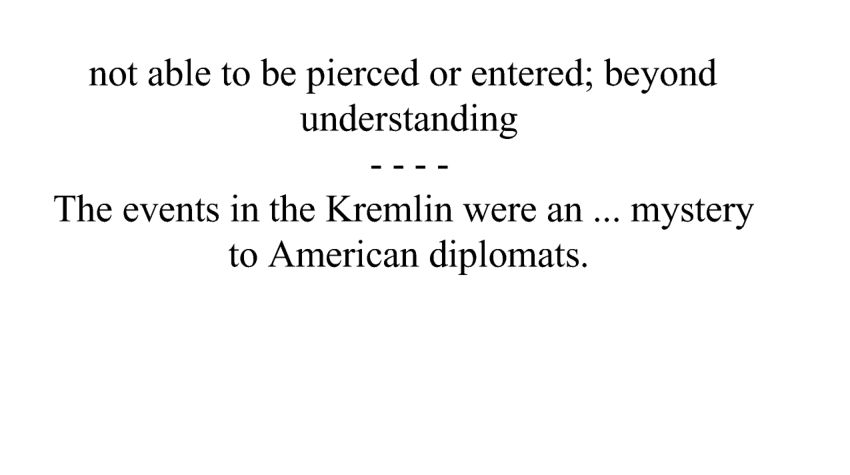 not able to be pierced or entered; beyond
understanding
- - - -
The events in the Kremlin were an ... mystery
to American diplomats.